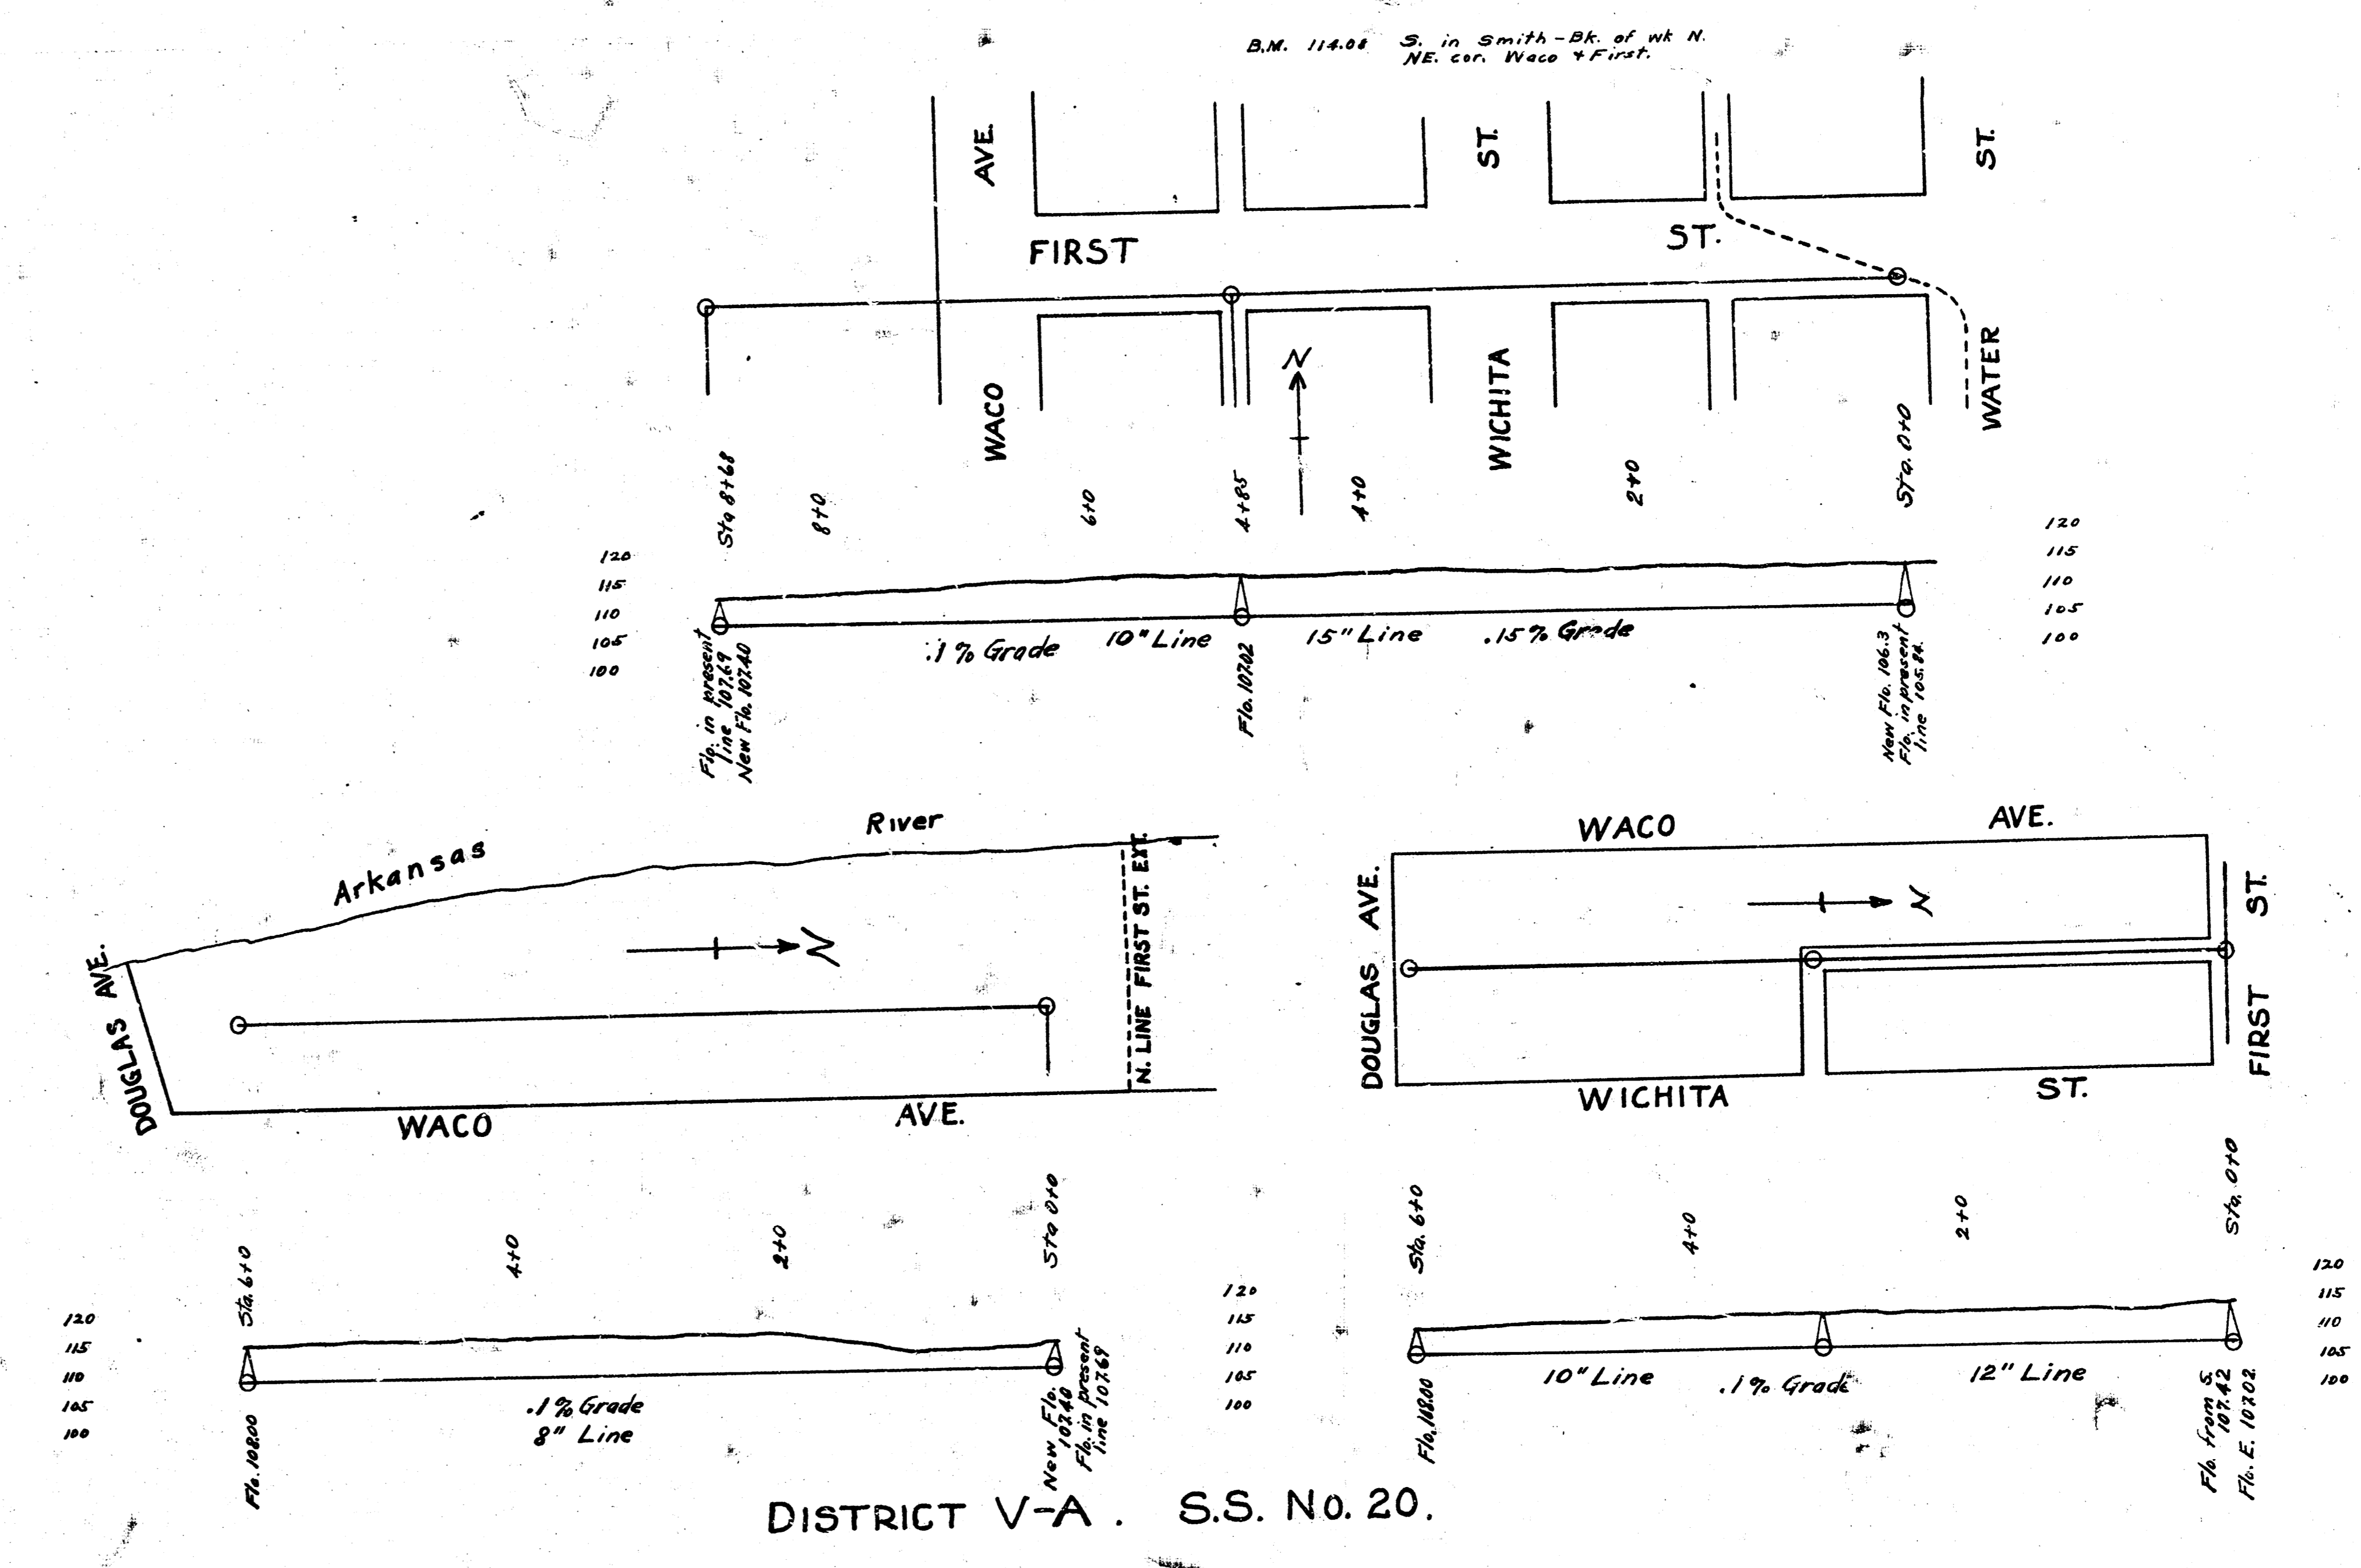 B.M. 114.08 S. in Smith - Bk. of wk N.
NE. cor. Waco & First.
AVE.
ST.
ST.
FIRST ST.
WACO
N
WICHITA
WATER
Sta 8+68
8+0
6+0
4+85
4+0
2+0
Sta. 0+0
120
115
110
105
100
120
115
110
105
100
.1% Grade 10" Line 15" Line .15% Grade
Flo. in present
line 107.69
New Flo. 107.40
Flo. 107.02
New Flo. 106.3
Flo. in present
line 105.84
Arkansas River
DOUGLAS AVE.
N
N. LINE FIRST ST. EXT.
WACO AVE.
WACO AVE.
DOUGLAS AVE.
N
FIRST ST.
WICHITA ST.
Sta. 6+0
4+0
2+0
Sta 0+0
120
115
110
105
100
.1% Grade
8" Line
Flo. 108.00
New Flo.
107.40
Flo. in present
line 107.69
Sta. 6+0
4+0
2+0
Sta. 0+0
120
115
110
105
100
120
115
110
105
100
10" Line .1% Grade 12" Line
Flo. 108.00
Flo. from S.
107.42
Flo. E. 107.02
DISTRICT V-A. S.S. No. 20.